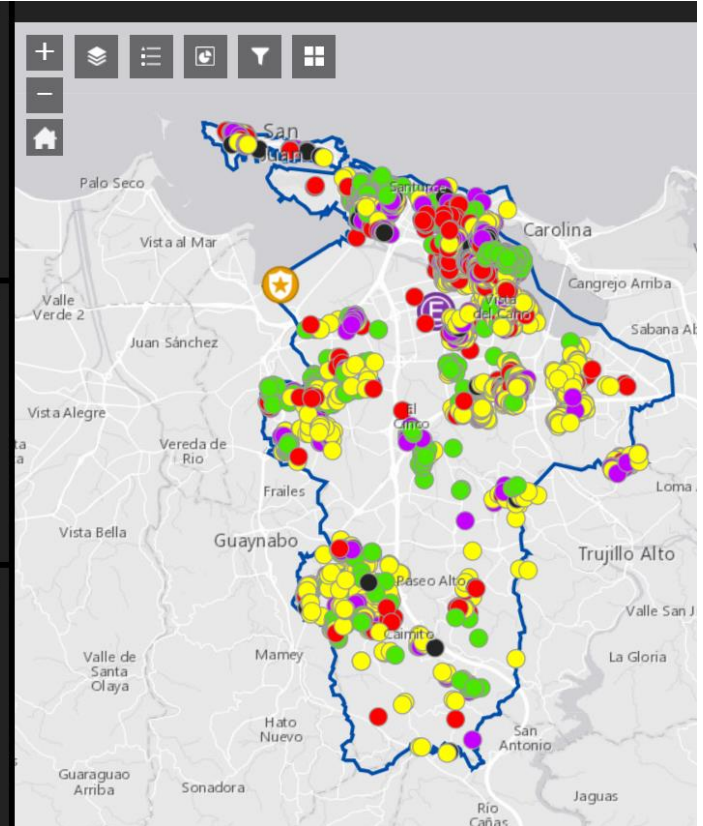 San
Juan
Palo Seco
Santurce
Carolina
Vista al Mar
Cangrejo Arriba
E
Vista
del Caño
Valle
Verde 2
Sabana
Juan Sánchez
El
Cinco
Vista Alegre
ta
a
Vereda de
Rio
Loma
Frailes
Vista Bella
Guaynabo
Trujillo Alto
Paseo Alto
Valle San J
Caimito
Mamey
La Gloria
Valle de
Santa
Olaya
Hato
Nuevo
San
Antonio
Guaraguao
Arriba
Sonadora
Jaguas
Río
Cañas